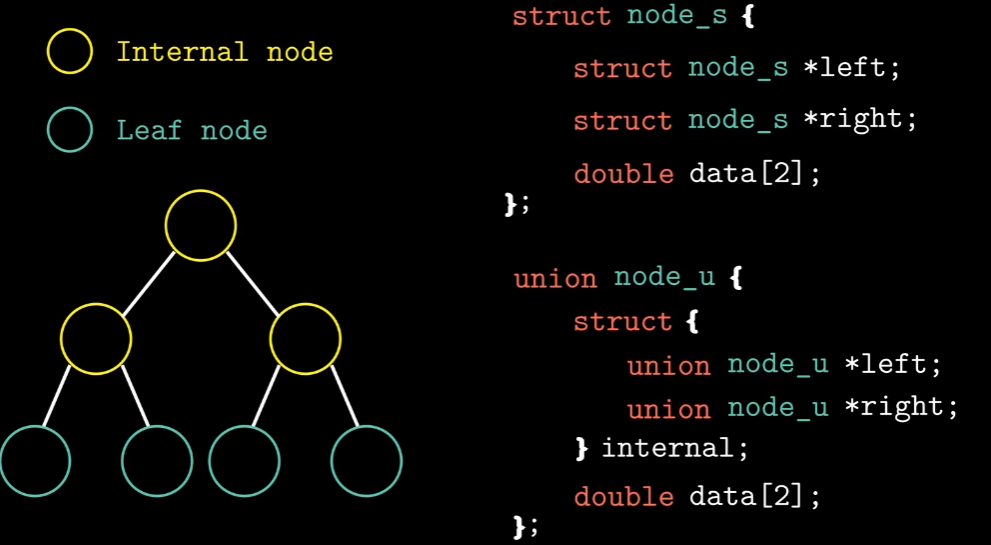 Internal node
Leaf node
struct node_s {
struct node_s *left;
struct node_s *right;
double data[2];
};
union node_u {
struct {
union node_u *left;
union node_u *right;
} internal;
double data[2];
};